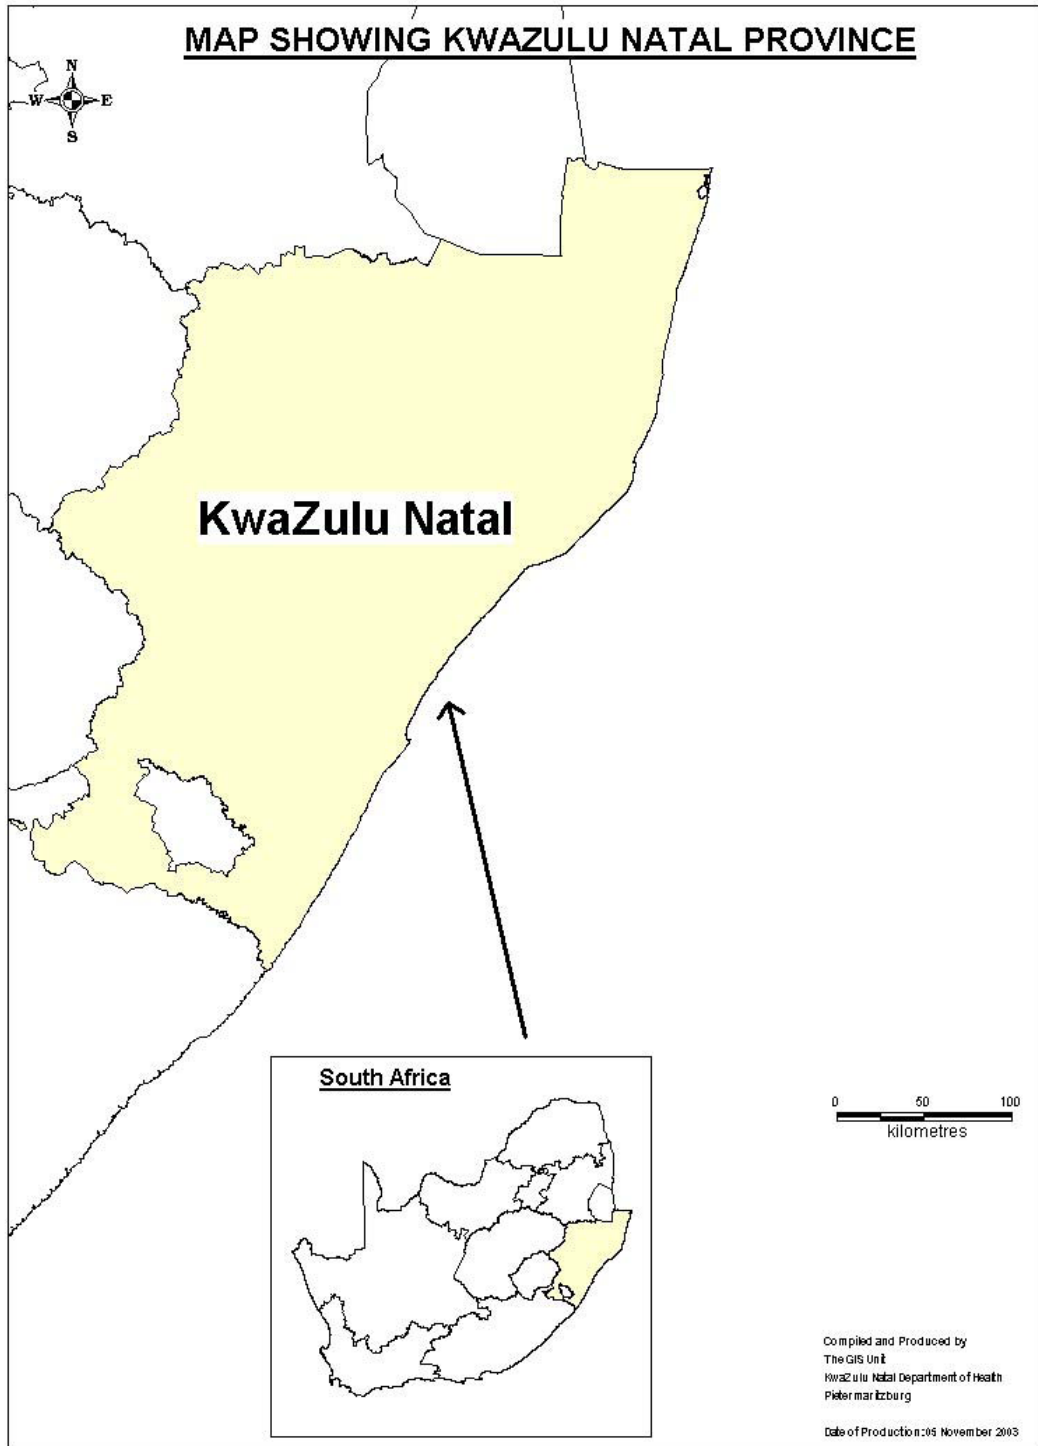 MAP SHOWING KWAZULU NATAL PROVINCE
N
W E
S
KwaZulu Natal
South Africa
0 50 100
kilometres
Compiled and Produced by
The GIS Unit
KwaZulu Natal Department of Health
Pietermaritzburg
Date of Production:05 November 2003